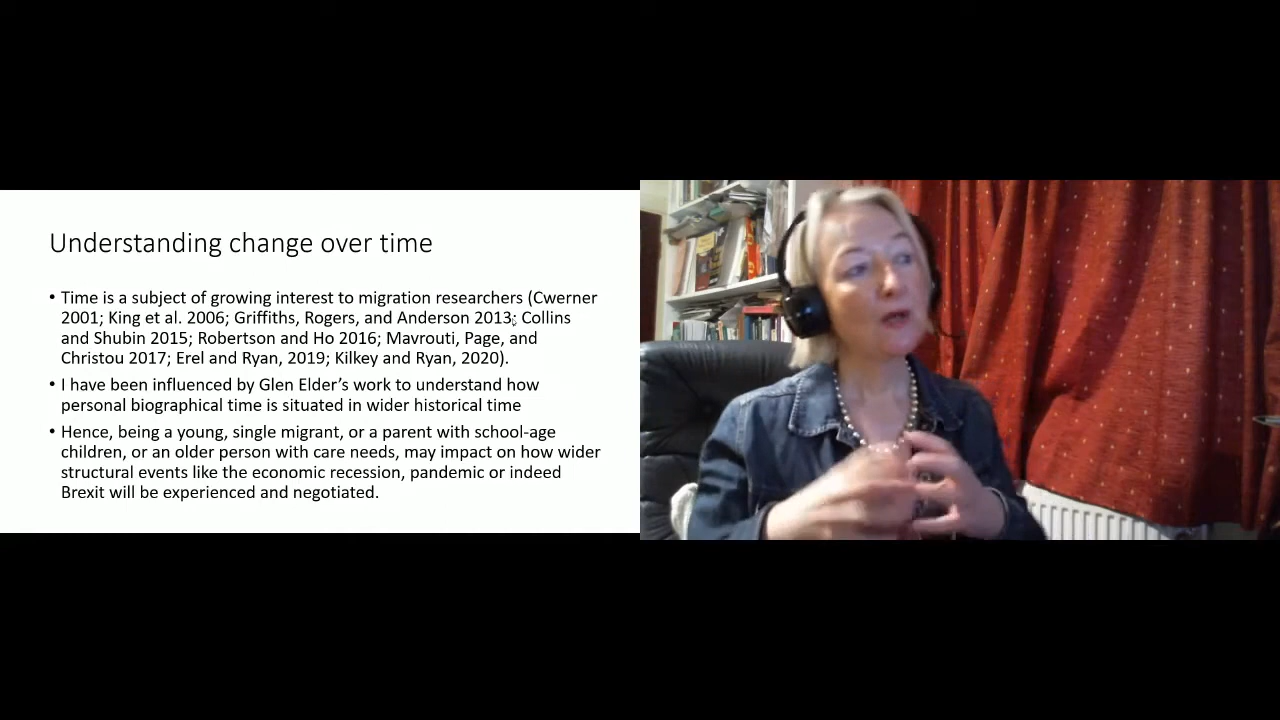 Understanding change over time
• Time is a subject of growing interest to migration researchers (Cwerner
2001; King et al. 2006; Griffiths, Rogers, and Anderson 2013; Collins
and Shubin 2015; Robertson and Ho 2016; Mavrouti, Page, and
Christou 2017; Erel and Ryan, 2019; Kilkey and Ryan, 2020).
• I have been influenced by Glen Elder’s work to understand how
personal biographical time is situated in wider historical time
• Hence, being a young, single migrant, or a parent with school-age
children, or an older person with care needs, may impact on how wider
structural events like the economic recession, pandemic or indeed
Brexit will be experienced and negotiated.